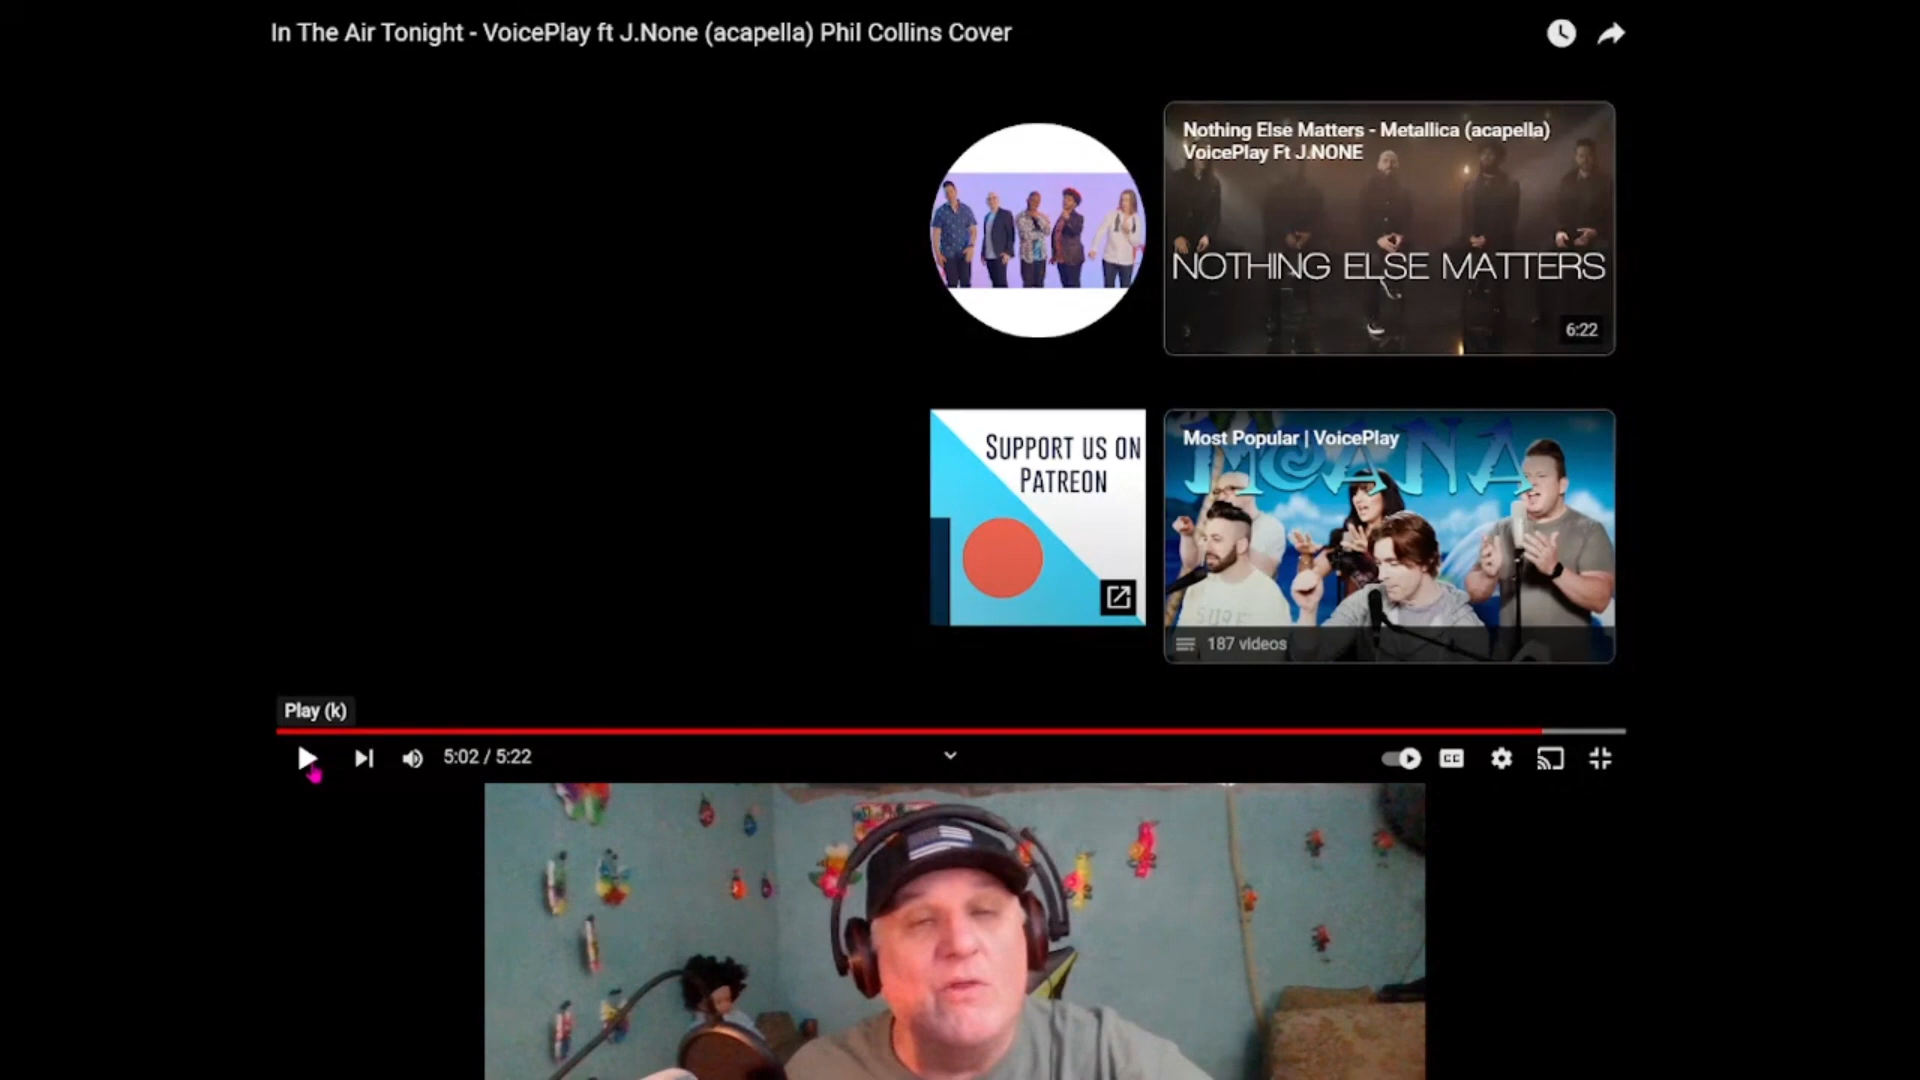 In The Air Tonight - VoicePlay ft J.None (acapella) Phil Collins Cover
Nothing Else Matters - Metallica (acapella)
VoicePlay Ft J.NONE
NOTHING ELSE MATTERS
6:22
SUPPORT US ON
PATREON
Most Popular | VoicePlay
MOANA
187 videos
Play (k)
5:02 / 5:22
CC